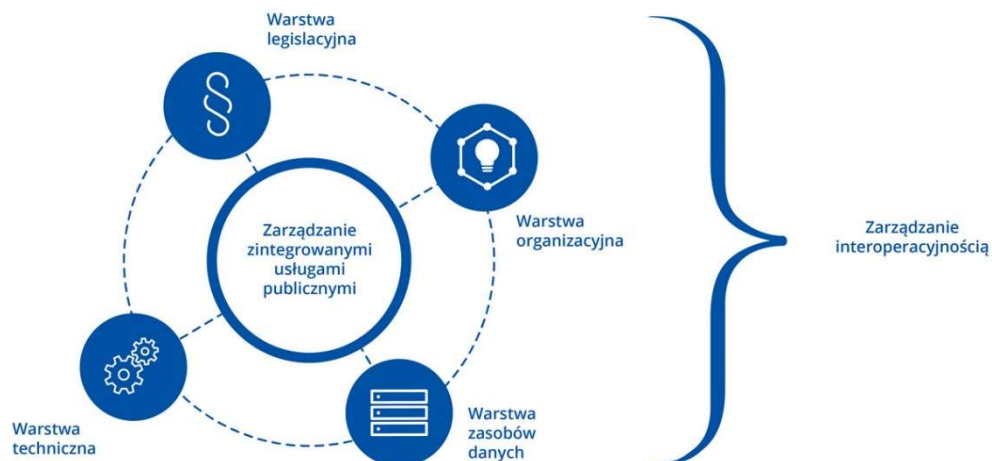 Warstwa
legislacyjna
Warstwa
organizacyjna
Zarządzanie
zintegrowanymi
usługami
publicznymi
Zarządzanie
interoperacyjnością
Warstwa
techniczna
Warstwa
zasobów
danych